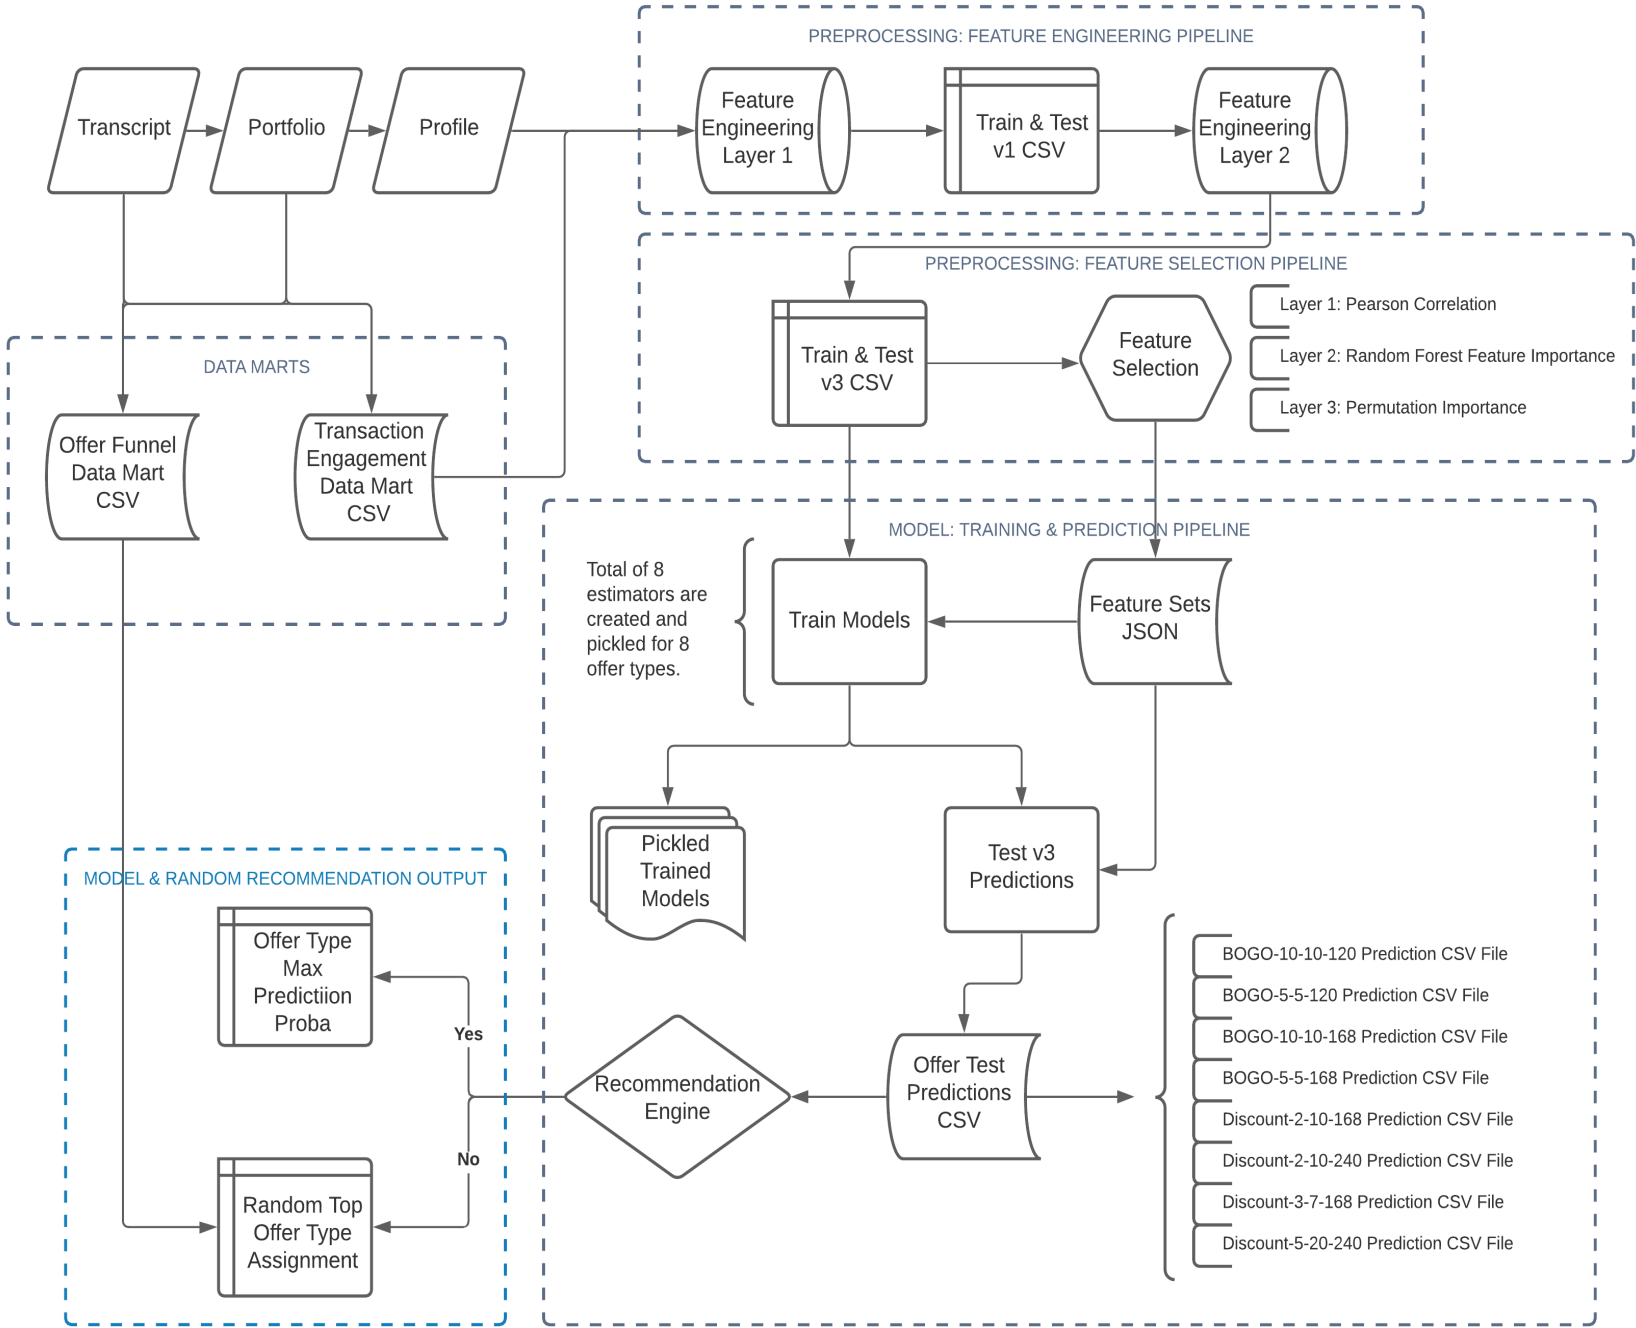 PREPROCESSING: FEATURE ENGINEERING PIPELINE
Transcript
Portfolio
Profile
Feature
Engineering
Layer 1
Train & Test
v1 CSV
Feature
Engineering
Layer 2
PREPROCESSING: FEATURE SELECTION PIPELINE
Train & Test
v3 CSV
Feature
Selection
Layer 1: Pearson Correlation
Layer 2: Random Forest Feature Importance
Layer 3: Permutation Importance
DATA MARTS
Offer Funnel
Data Mart
CSV
Transaction
Engagement
Data Mart
CSV
MODEL: TRAINING & PREDICTION PIPELINE
Total of 8
estimators are
created and
pickled for 8
offer types.
Train Models
Feature Sets
JSON
Pickled
Trained
Models
Test v3
Predictions
MODEL & RANDOM RECOMMENDATION OUTPUT
Offer Type
Max
Predictiion
Proba
Yes
No
Random Top
Offer Type
Assignment
Recommendation
Engine
Offer Test
Predictions
CSV
BOGO-10-10-120 Prediction CSV File
BOGO-5-5-120 Prediction CSV File
BOGO-10-10-168 Prediction CSV File
BOGO-5-5-168 Prediction CSV File
Discount-2-10-168 Prediction CSV File
Discount-2-10-240 Prediction CSV File
Discount-3-7-168 Prediction CSV File
Discount-5-20-240 Prediction CSV File